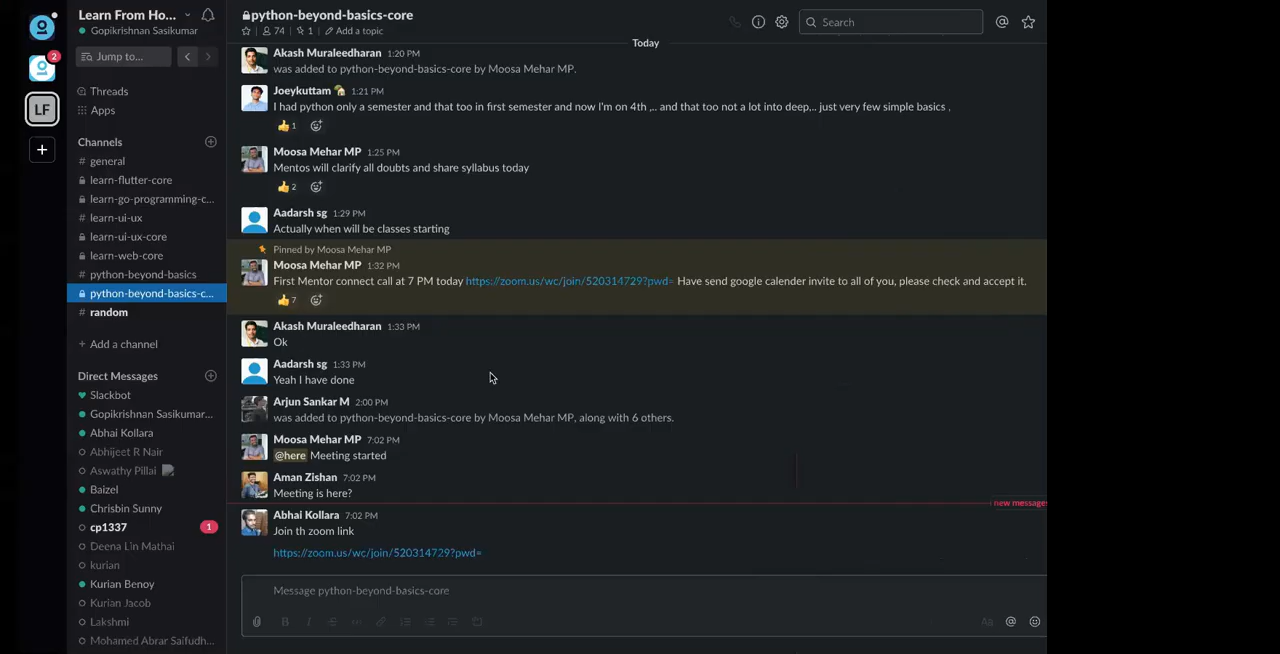 Learn From Ho...
Gopikrishnan Sasikumar
2
Jump to...
LF
Threads
Apps
Channels
# general
learn-flutter-core
learn-go-programming-c...
# learn-ui-ux
learn-ui-ux-core
learn-web-core
# python-beyond-basics
python-beyond-basics-c...
# random
+ Add a channel
Direct Messages
Slackbot
Gopikrishnan Sasikumar...
Abhai Kollara
Abhijeet R Nair
Aswathy Pillai
Baizel
Chrisbin Sunny
cp1337 1
Deena Lin Mathai
kurian
Kurian Benoy
Kurian Jacob
Lakshmi
Mohamed Abrar Saifudh...
python-beyond-basics-core
74 | 1 | Add a topic
Search
Today
Akash Muraleedharan 1:20 PM
was added to python-beyond-basics-core by Moosa Mehar MP.
Joeykuttam 1:21 PM
I had python only a semester and that too in first semester and now I'm on 4th ,.. and that too not a lot into deep,.. just very few simple basics ,
1
Moosa Mehar MP 1:25 PM
Mentos will clarify all doubts and share syllabus today
2
Aadarsh sg 1:29 PM
Actually when will be classes starting
Pinned by Moosa Mehar MP
Moosa Mehar MP 1:32 PM
First Mentor connect call at 7 PM today https://zoom.us/wc/join/520314729?pwd= Have send google calender invite to all of you, please check and accept it.
7
Akash Muraleedharan 1:33 PM
Ok
Aadarsh sg 1:33 PM
Yeah I have done
Arjun Sankar M 2:00 PM
was added to python-beyond-basics-core by Moosa Mehar MP, along with 6 others.
Moosa Mehar MP 7:02 PM
@here Meeting started
Aman Zishan 7:02 PM
Meeting is here?
new message
Abhai Kollara 7:02 PM
Join th zoom link
https://zoom.us/wc/join/520314729?pwd=
Message python-beyond-basics-core
B I S
Aa @